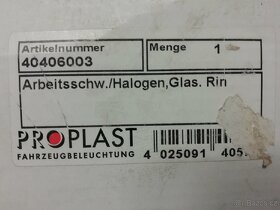 Artikelnummer Menge 1
40406003
Arbeitsschw./Halogen,Glas. Rin
PROPLAST
FAHRZEUGBELEUCHTUNG
4 025091 405